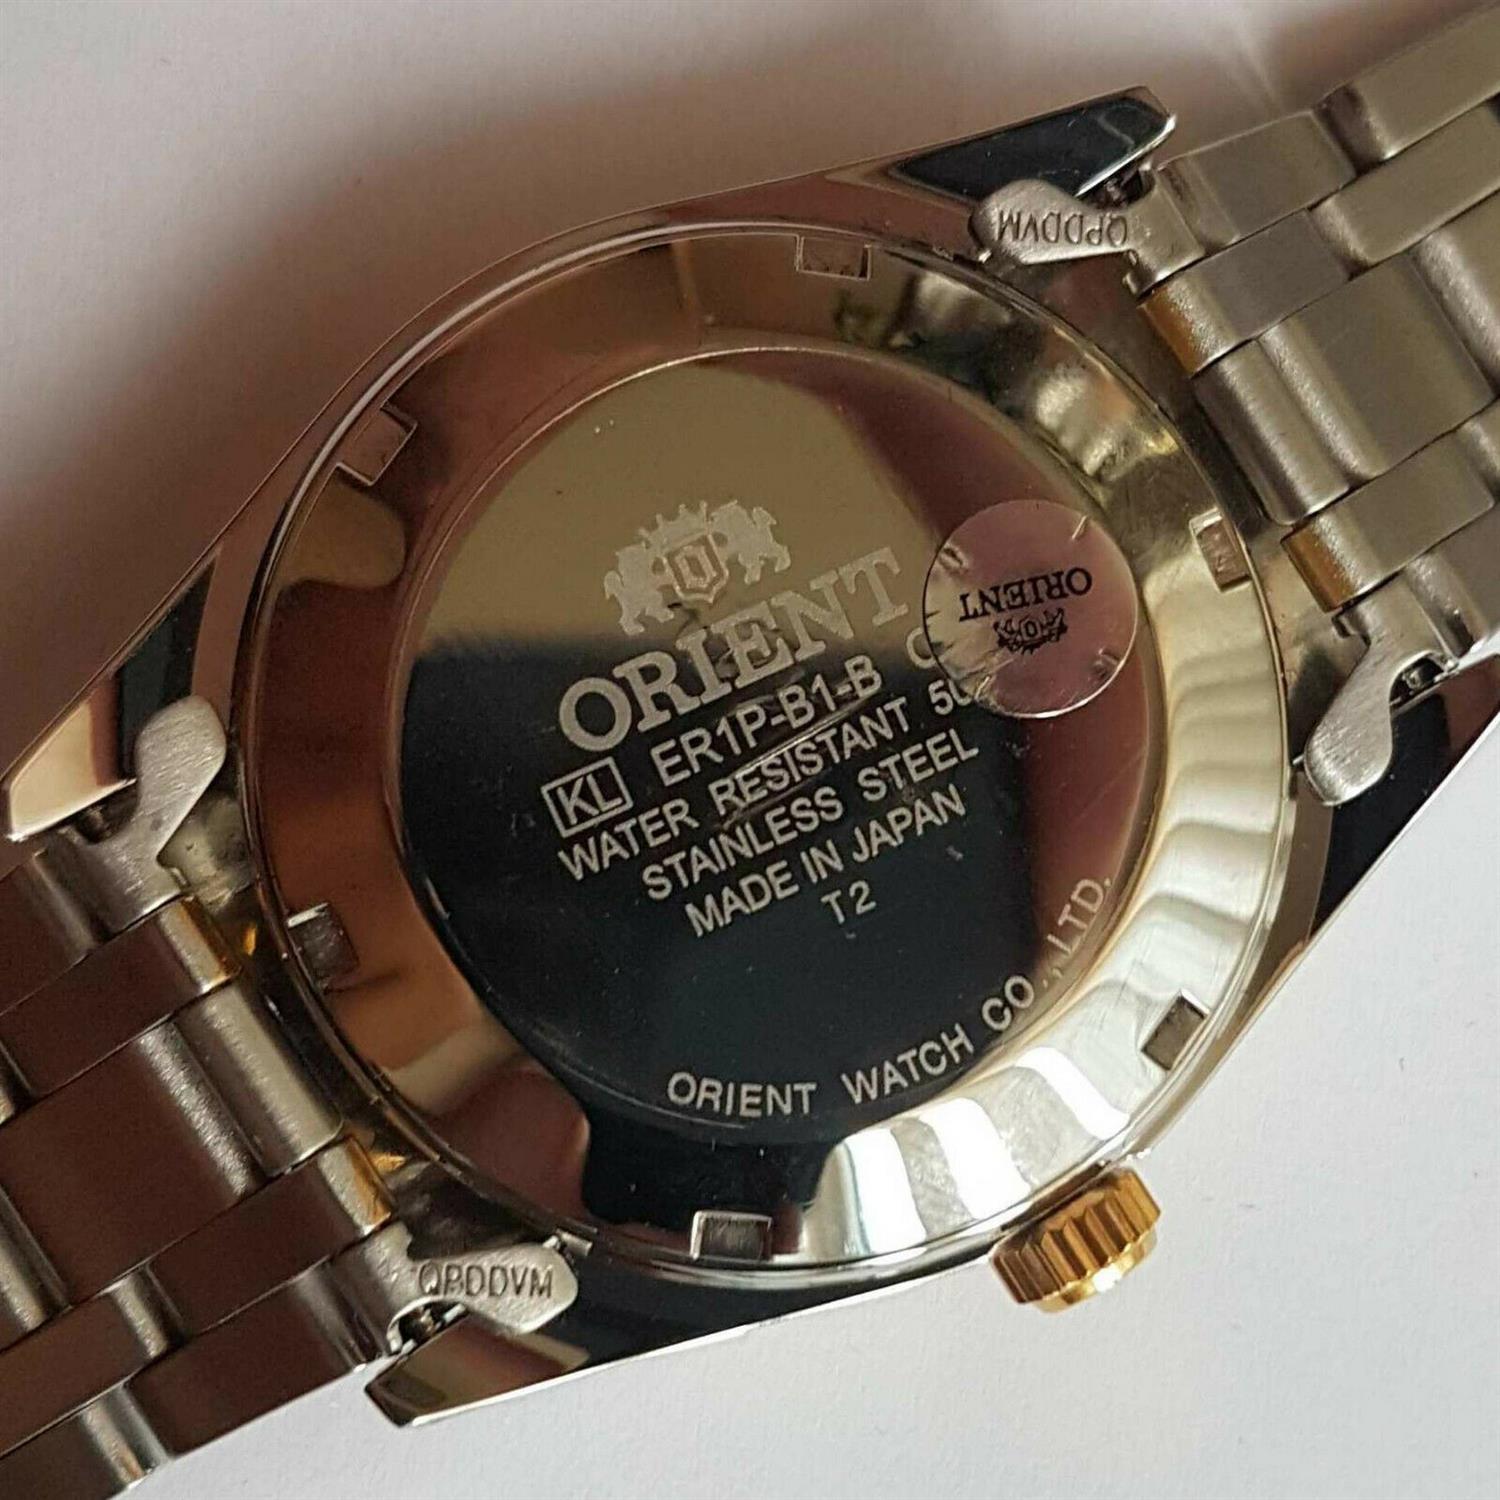 ORIENT
KL ER1P-B1-B
WATER RESISTANT
STAINLESS STEEL
MADE IN JAPAN
T2
ORIENT WATCH CO.,LTD.
ORIENT
QPDDVM
QPDDVM